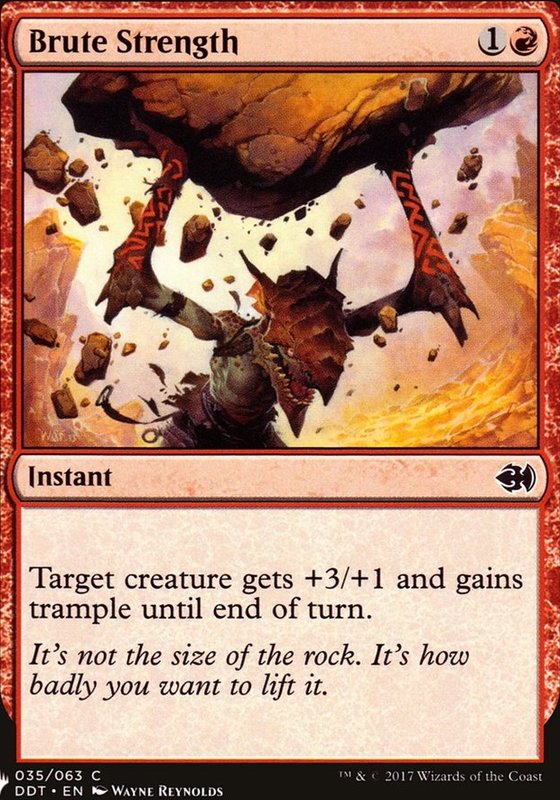 Brute Strength 1
Instant
Target creature gets +3/+1 and gains
trample until end of turn.
It's not the size of the rock. It's how
badly you want to lift it.
035/063 C
DDT • EN Wayne Reynolds
™ & © 2017 Wizards of the Coast